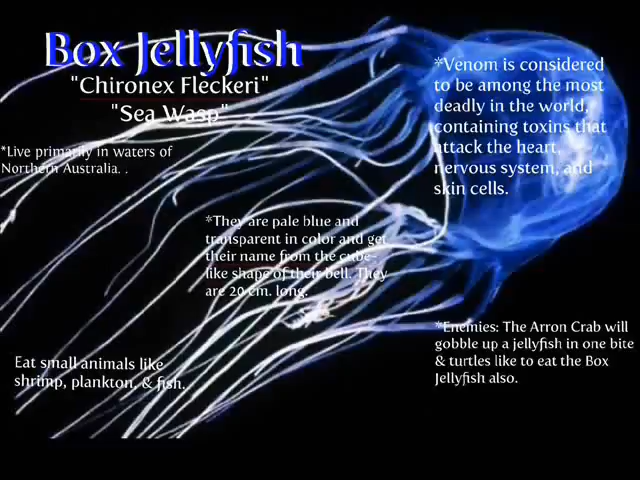 Box Jellyfish
"Chironex Fleckeri"
"Sea Wasp"
*Venom is considered
to be among the most
deadly in the world,
containing toxins that
attack the heart,
nervous system, and
skin cells.
*Live primarily in waters of
Northern Australia. .
*They are pale blue and
transparent in color and get
their name from the cube-
like shape of their bell. They
are 20 cm. long.
*Enemies: The Arron Crab will
gobble up a jellyfish in one bite
& turtles like to eat the Box
Jellyfish also.
Eat small animals like
shrimp, plankton, & fish.